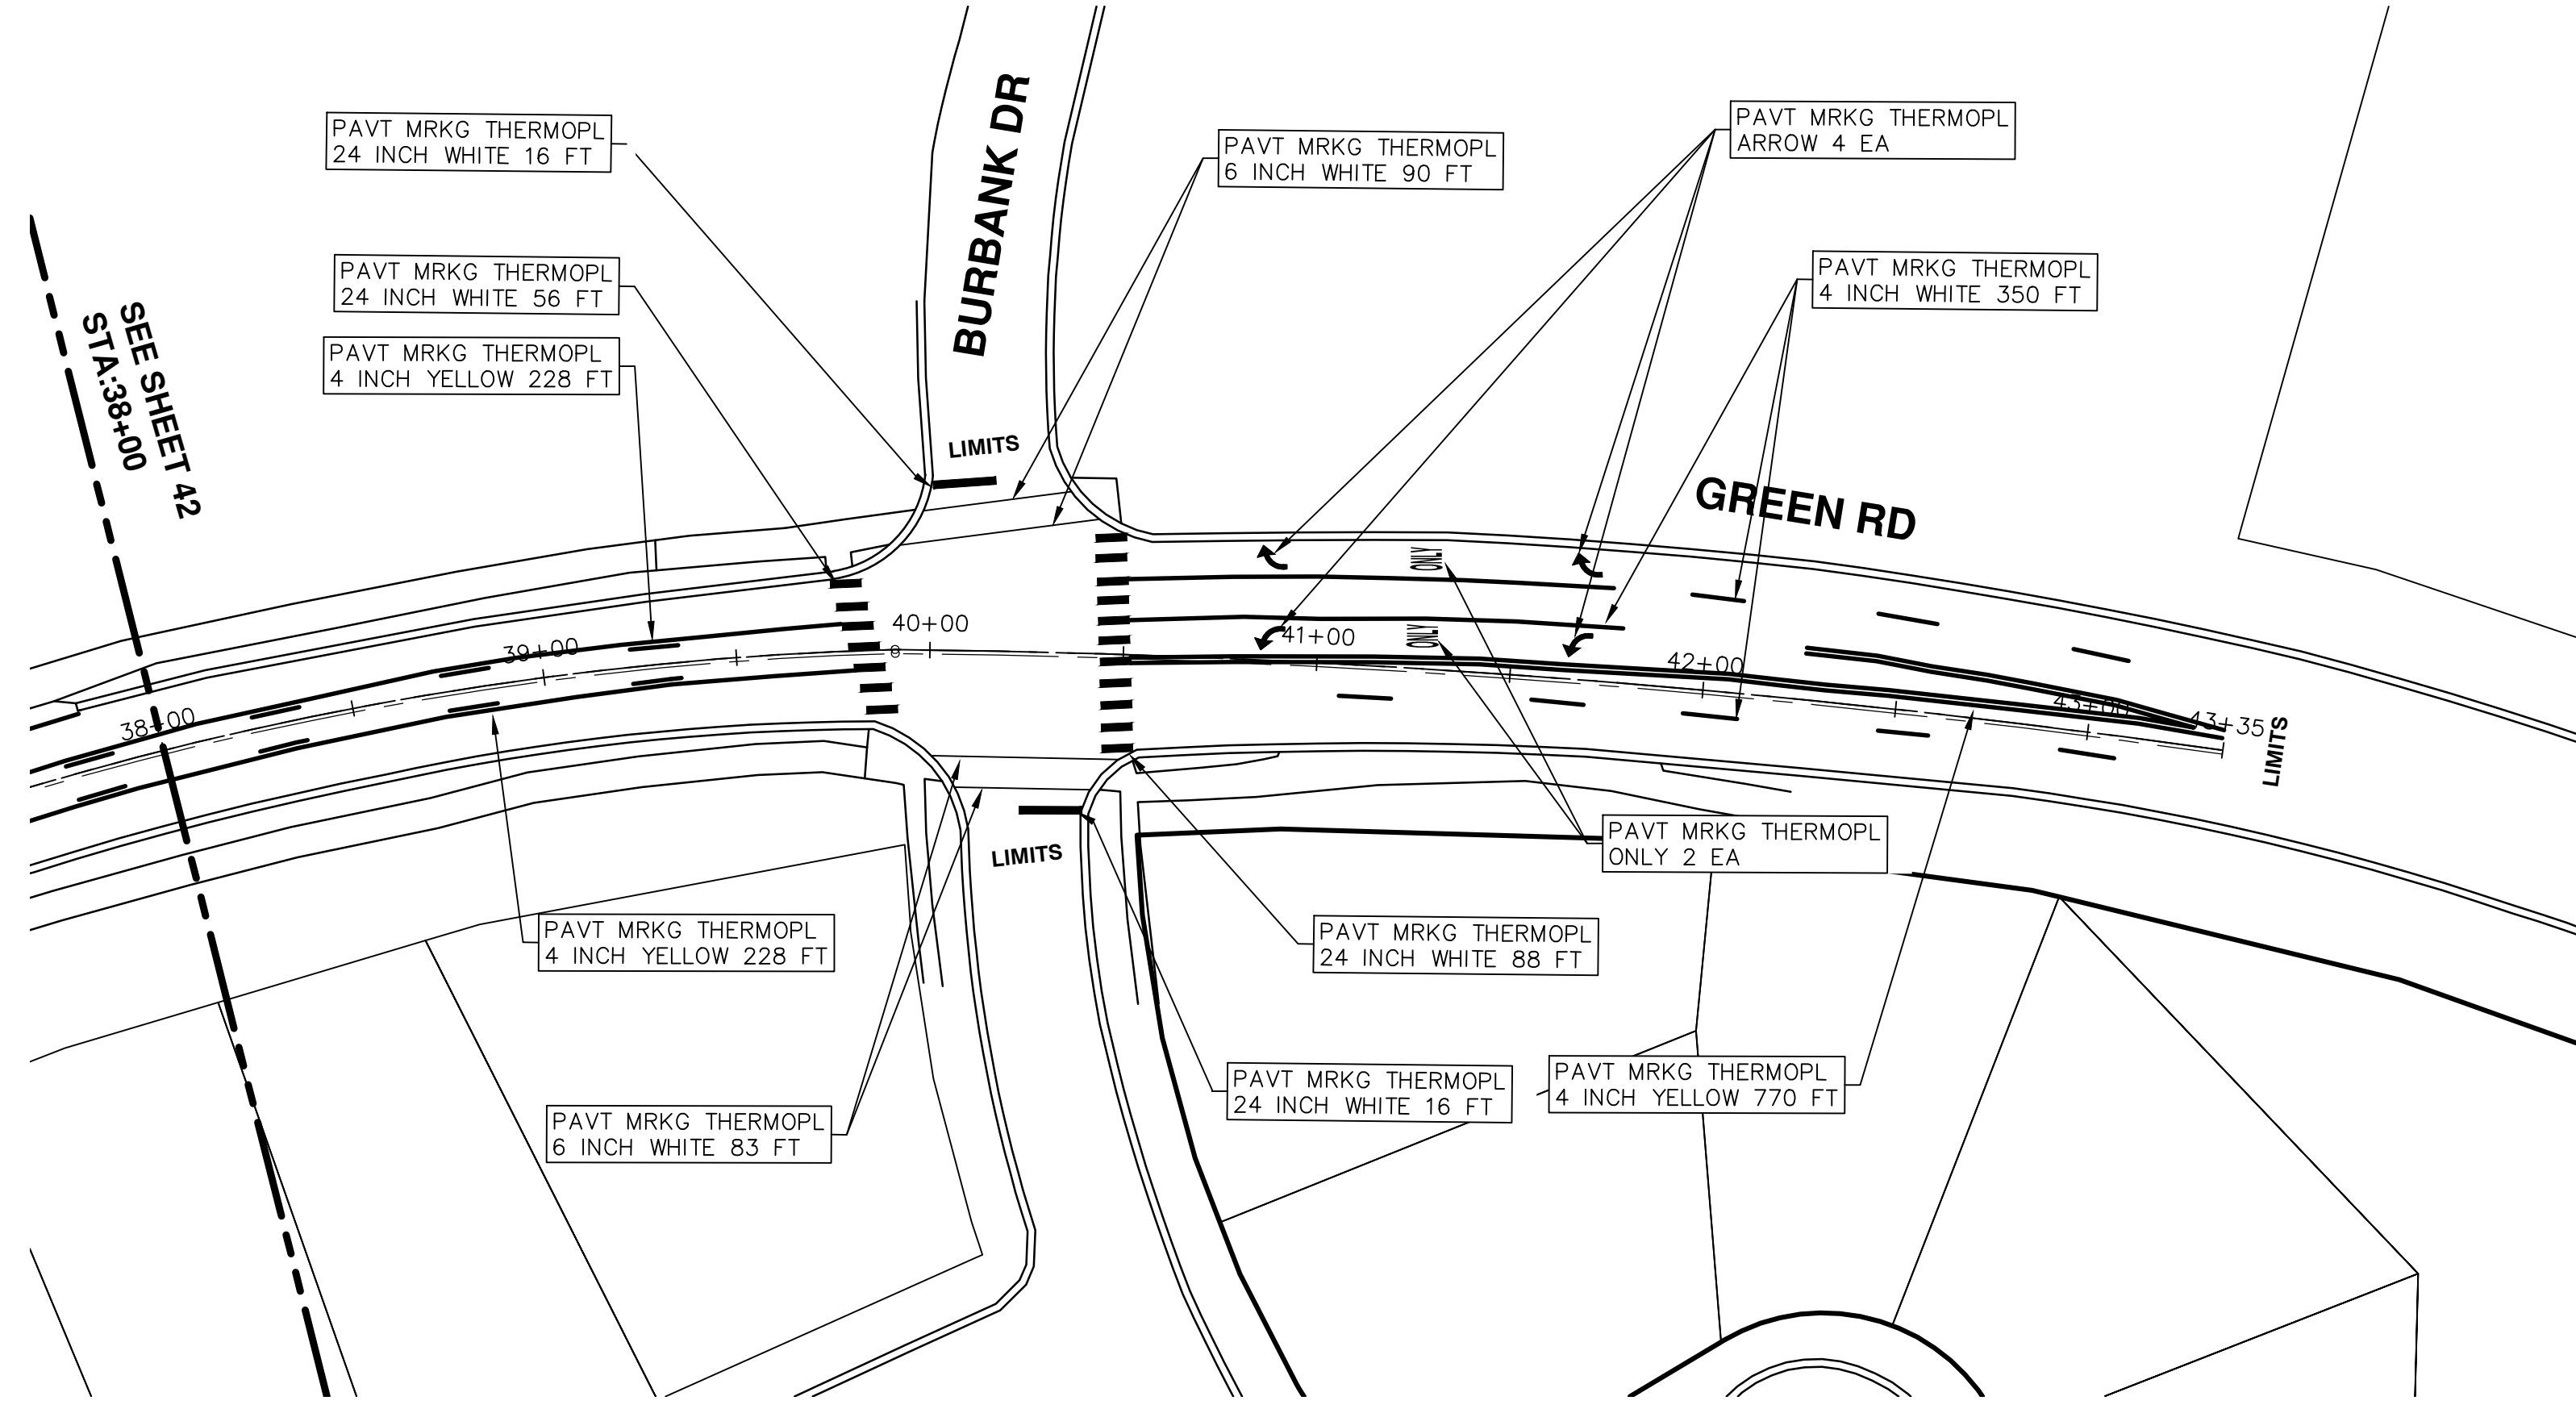 PAVT MRKG THERMOPL
24 INCH WHITE 16 FT
PAVT MRKG THERMOPL
24 INCH WHITE 56 FT
PAVT MRKG THERMOPL
4 INCH YELLOW 228 FT
SEE SHEET 42
STA:38+00
BURBANK DR
LIMITS
PAVT MRKG THERMOPL
6 INCH WHITE 90 FT
PAVT MRKG THERMOPL
ARROW 4 EA
PAVT MRKG THERMOPL
4 INCH WHITE 350 FT
GREEN RD
ONLY
ONLY
38+00
39+00
40+00
41+00
42+00
43+00
43+35
LIMITS
LIMITS
PAVT MRKG THERMOPL
ONLY 2 EA
PAVT MRKG THERMOPL
4 INCH YELLOW 228 FT
PAVT MRKG THERMOPL
24 INCH WHITE 88 FT
PAVT MRKG THERMOPL
6 INCH WHITE 83 FT
PAVT MRKG THERMOPL
24 INCH WHITE 16 FT
PAVT MRKG THERMOPL
4 INCH YELLOW 770 FT